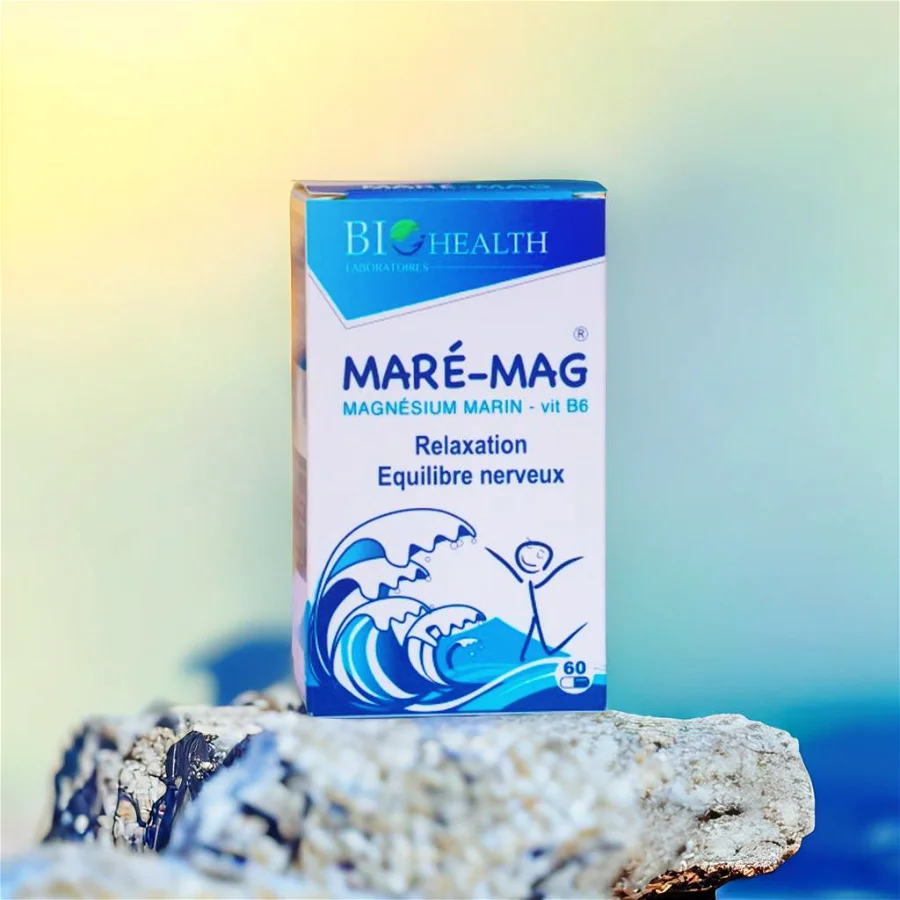 MARÉ-MAG
BIOHEALTH
LABORATOIRES
®
MARÉ-MAG
MAGNÉSIUM MARIN - vit B6
Relaxation
Equilibre nerveux
60